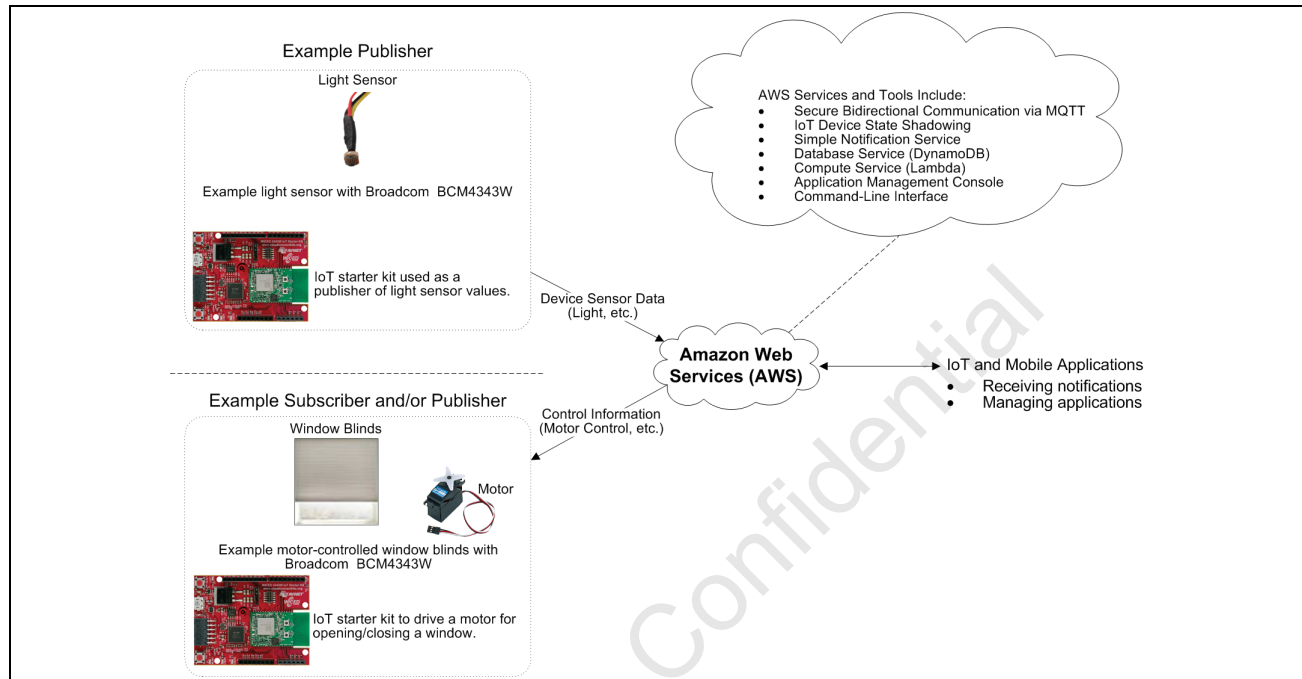 Example Publisher
Light Sensor
Example light sensor with Broadcom BCM4343W
IoT starter kit used as a
publisher of light sensor values.
AWS Services and Tools Include:
• Secure Bidirectional Communication via MQTT
• IoT Device State Shadowing
• Simple Notification Service
• Database Service (DynamoDB)
• Compute Service (Lambda)
• Application Management Console
• Command-Line Interface
Device Sensor Data
(Light, etc.)
Amazon Web
Services (AWS)
IoT and Mobile Applications
• Receiving notifications
• Managing applications
Control Information
(Motor Control, etc.)
Example Subscriber and/or Publisher
Window Blinds
Motor
Example motor-controlled window blinds with
Broadcom BCM4343W
IoT starter kit to drive a motor for
opening/closing a window.
Confidential